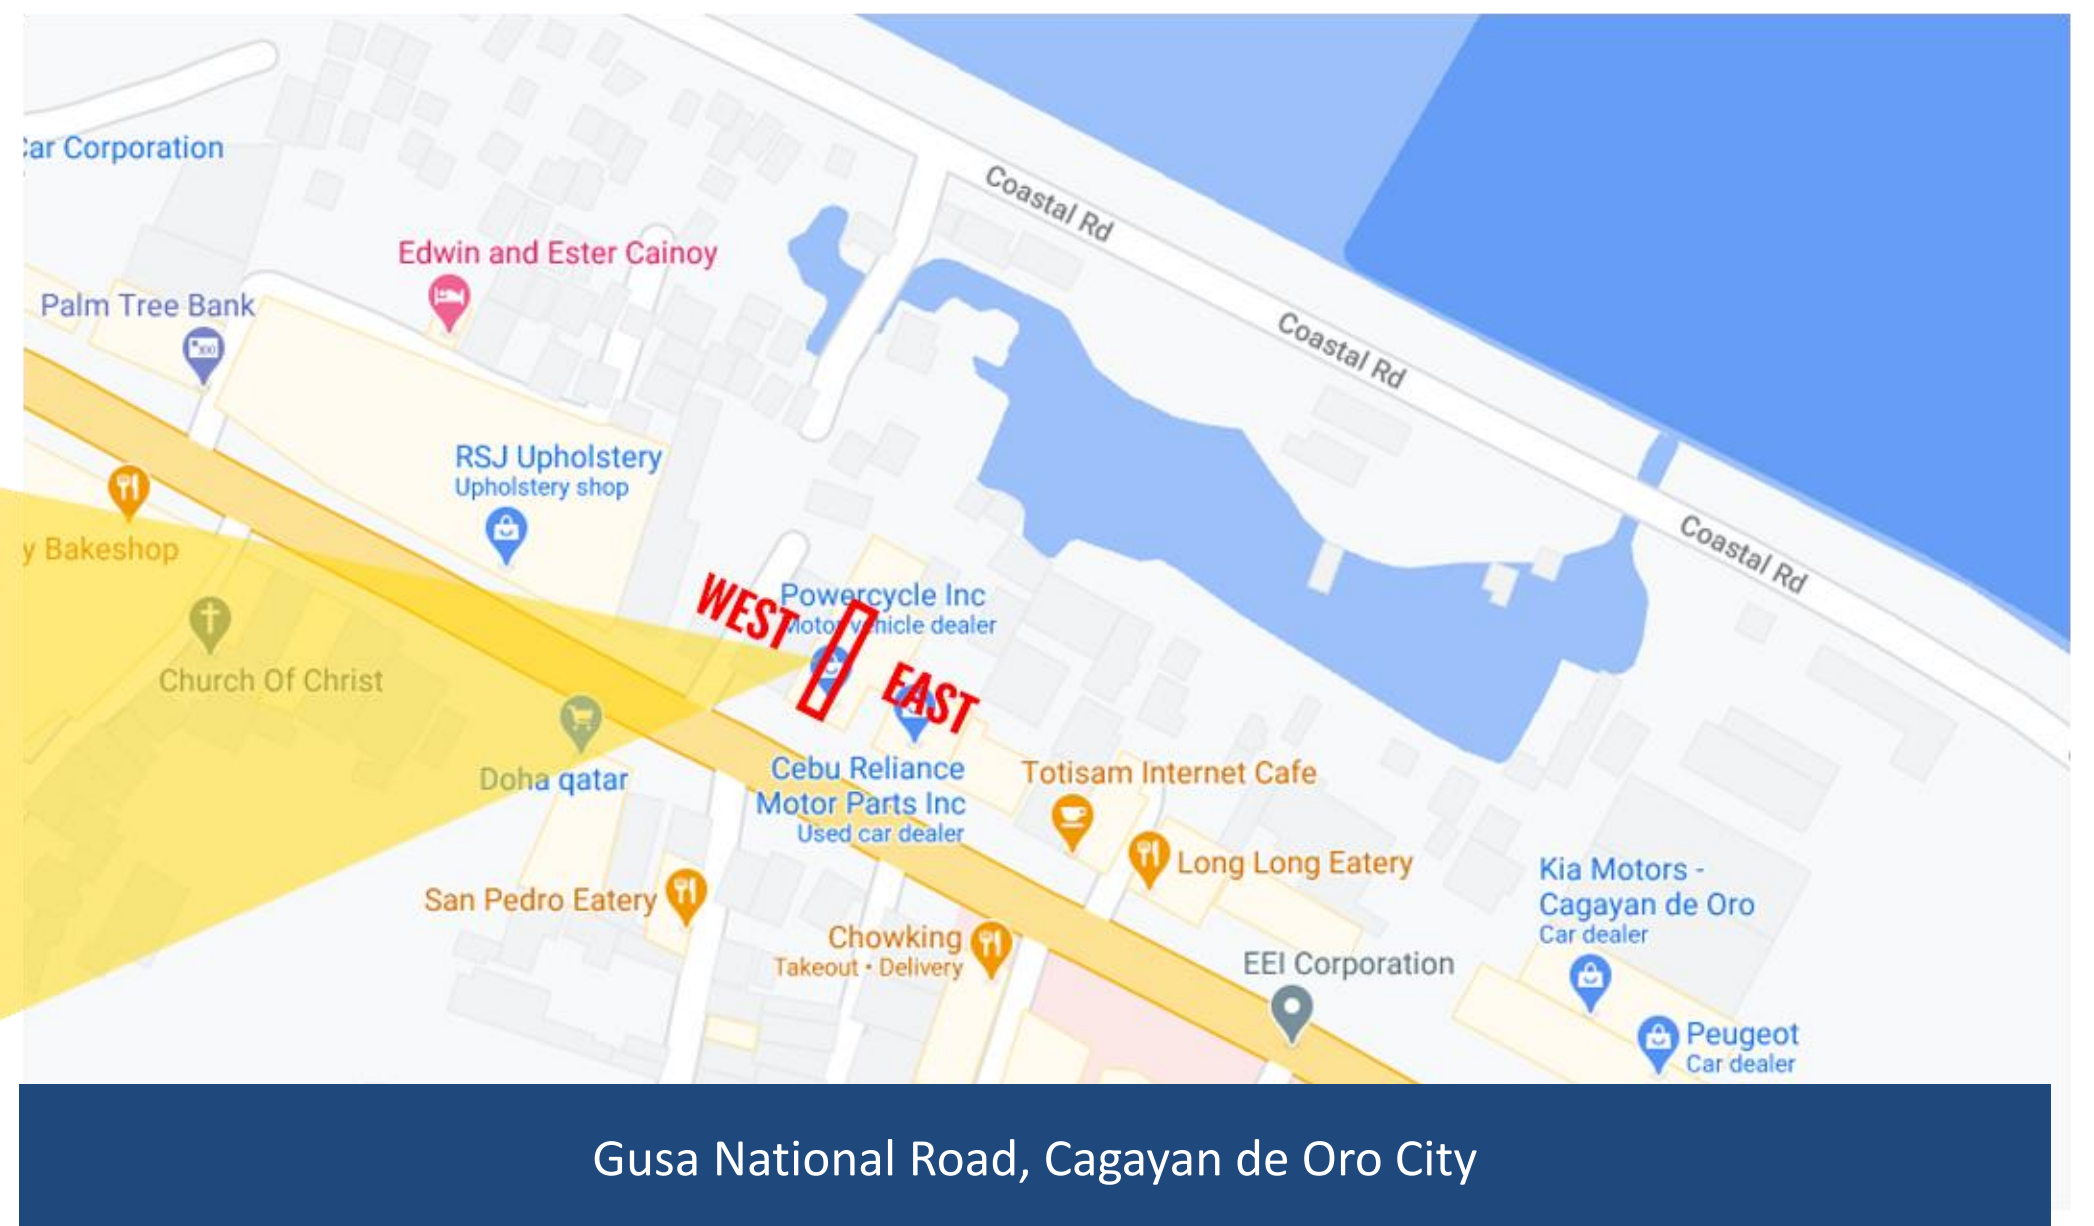 Coastal Rd
ar Corporation
Edwin and Ester Cainoy
Palm Tree Bank
Coastal Rd
RSJ Upholstery
Upholstery shop
Coastal Rd
y Bakeshop
WEST
Powercycle Inc
Motor vehicle dealer
Church Of Christ
EAST
Doha qatar
Cebu Reliance
Motor Parts Inc
Used car dealer
Totisam Internet Cafe
Long Long Eatery
San Pedro Eatery
Kia Motors -
Cagayan de Oro
Car dealer
Chowking
Takeout • Delivery
EEI Corporation
Peugeot
Car dealer
Gusa National Road, Cagayan de Oro City